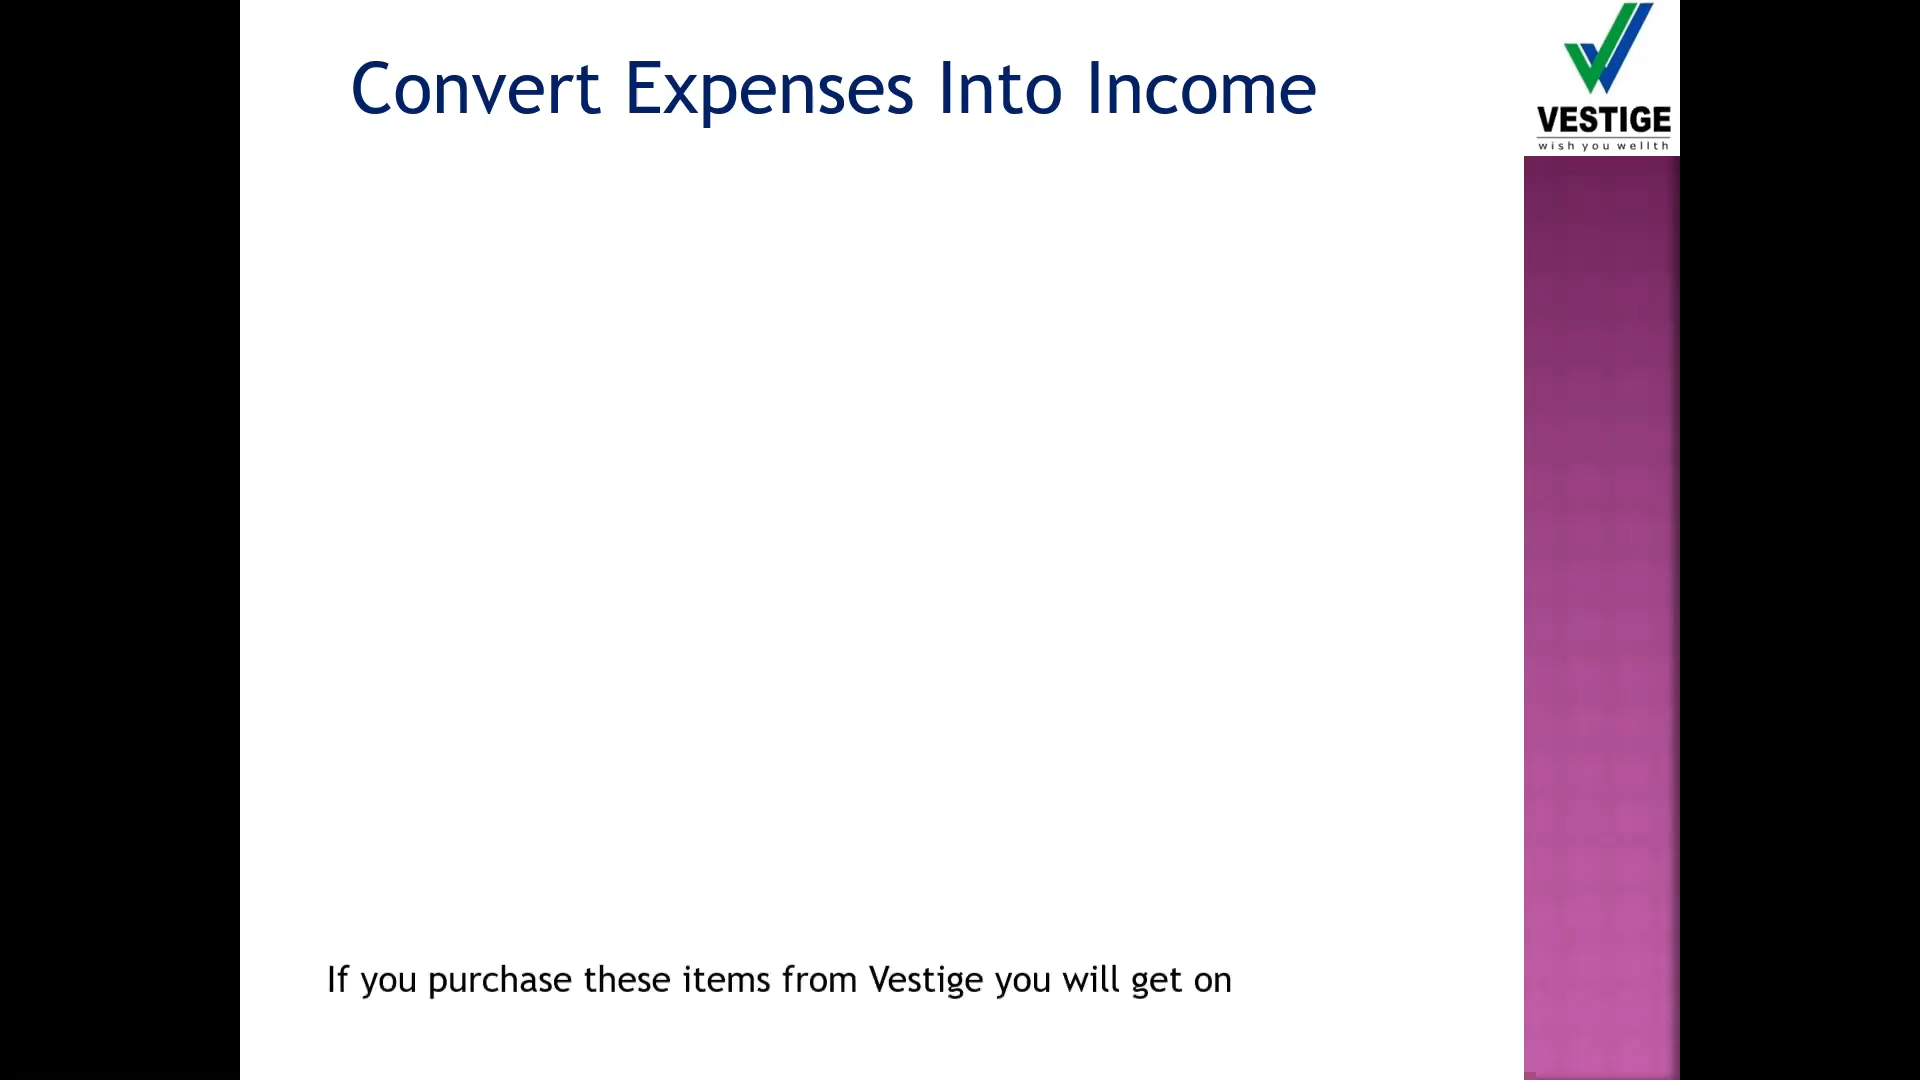 Convert Expenses Into Income
VESTIGE
wish you wellth
If you purchase these items from Vestige you will get on